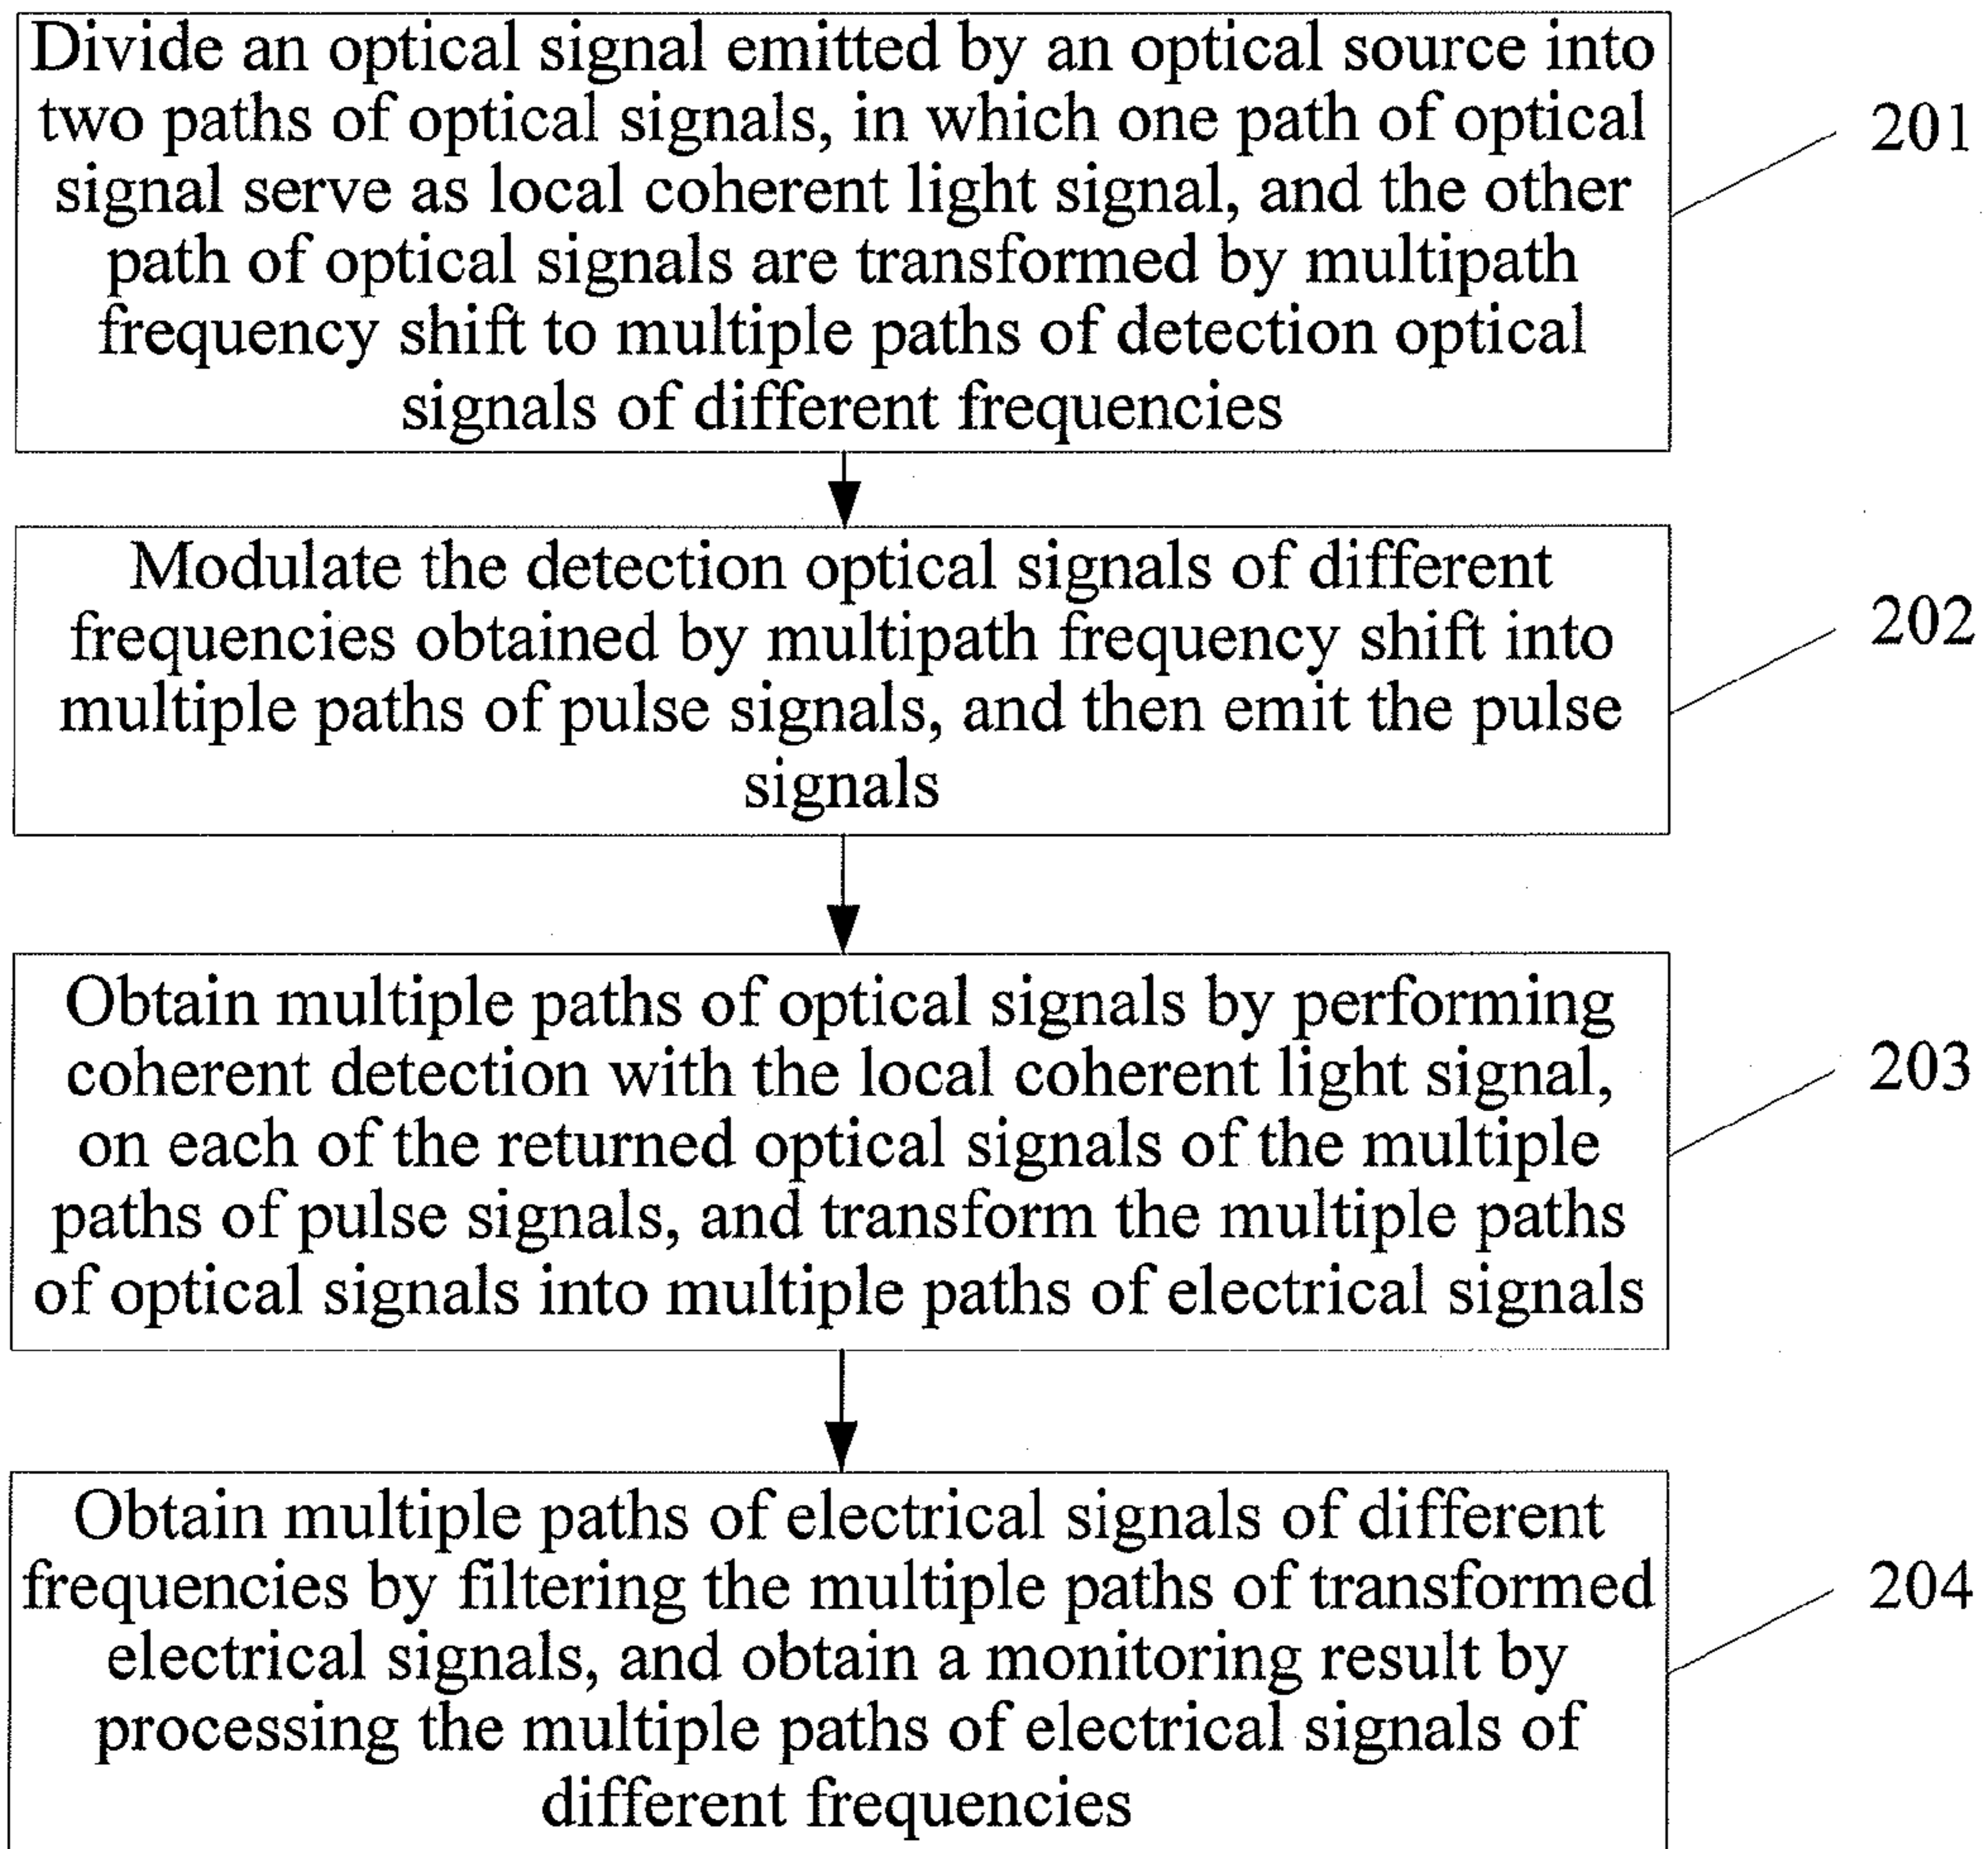 Divide an optical signal emitted by an optical source into
two paths of optical signals, in which one path of optical
signal serve as local coherent light signal, and the other
path of optical signals are transformed by multipath
frequency shift to multiple paths of detection optical
signals of different frequencies
201
Modulate the detection optical signals of different
frequencies obtained by multipath frequency shift into
multiple paths of pulse signals, and then emit the pulse
signals
202
Obtain multiple paths of optical signals by performing
coherent detection with the local coherent light signal,
on each of the returned optical signals of the multiple
paths of pulse signals, and transform the multiple paths
of optical signals into multiple paths of electrical signals
203
Obtain multiple paths of electrical signals of different
frequencies by filtering the multiple paths of transformed
electrical signals, and obtain a monitoring result by
processing the multiple paths of electrical signals of
different frequencies
204